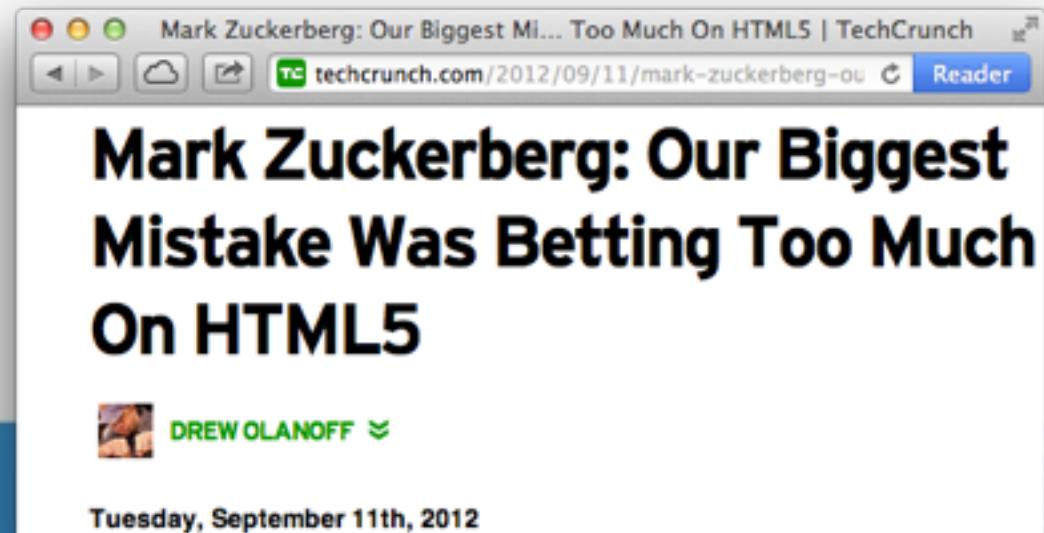 Mark Zuckerberg: Our Biggest Mi... Too Much On HTML5 | TechCrunch
TC techcrunch.com/2012/09/11/mark-zuckerberg-ou Reader
Mark Zuckerberg: Our Biggest
Mistake Was Betting Too Much
On HTML5
DREW OLANOFF
Tuesday, September 11th, 2012